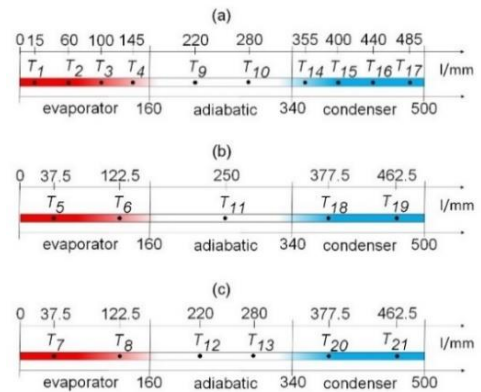 (a)
0 15 60 100 145 220 280 355 400 440 485
T1 T2 T3 T4 T9 T10 T14 T15 T16 T17 l/mm
evaporator 160 adiabatic 340 condenser 500
(b)
0 37.5 122.5 250 377.5 462.5
T5 T6 T11 T18 T19 l/mm
evaporator 160 adiabatic 340 condenser 500
(c)
0 37.5 122.5 220 280 377.5 462.5
T7 T8 T12 T13 T20 T21 l/mm
evaporator 160 adiabatic 340 condenser 500